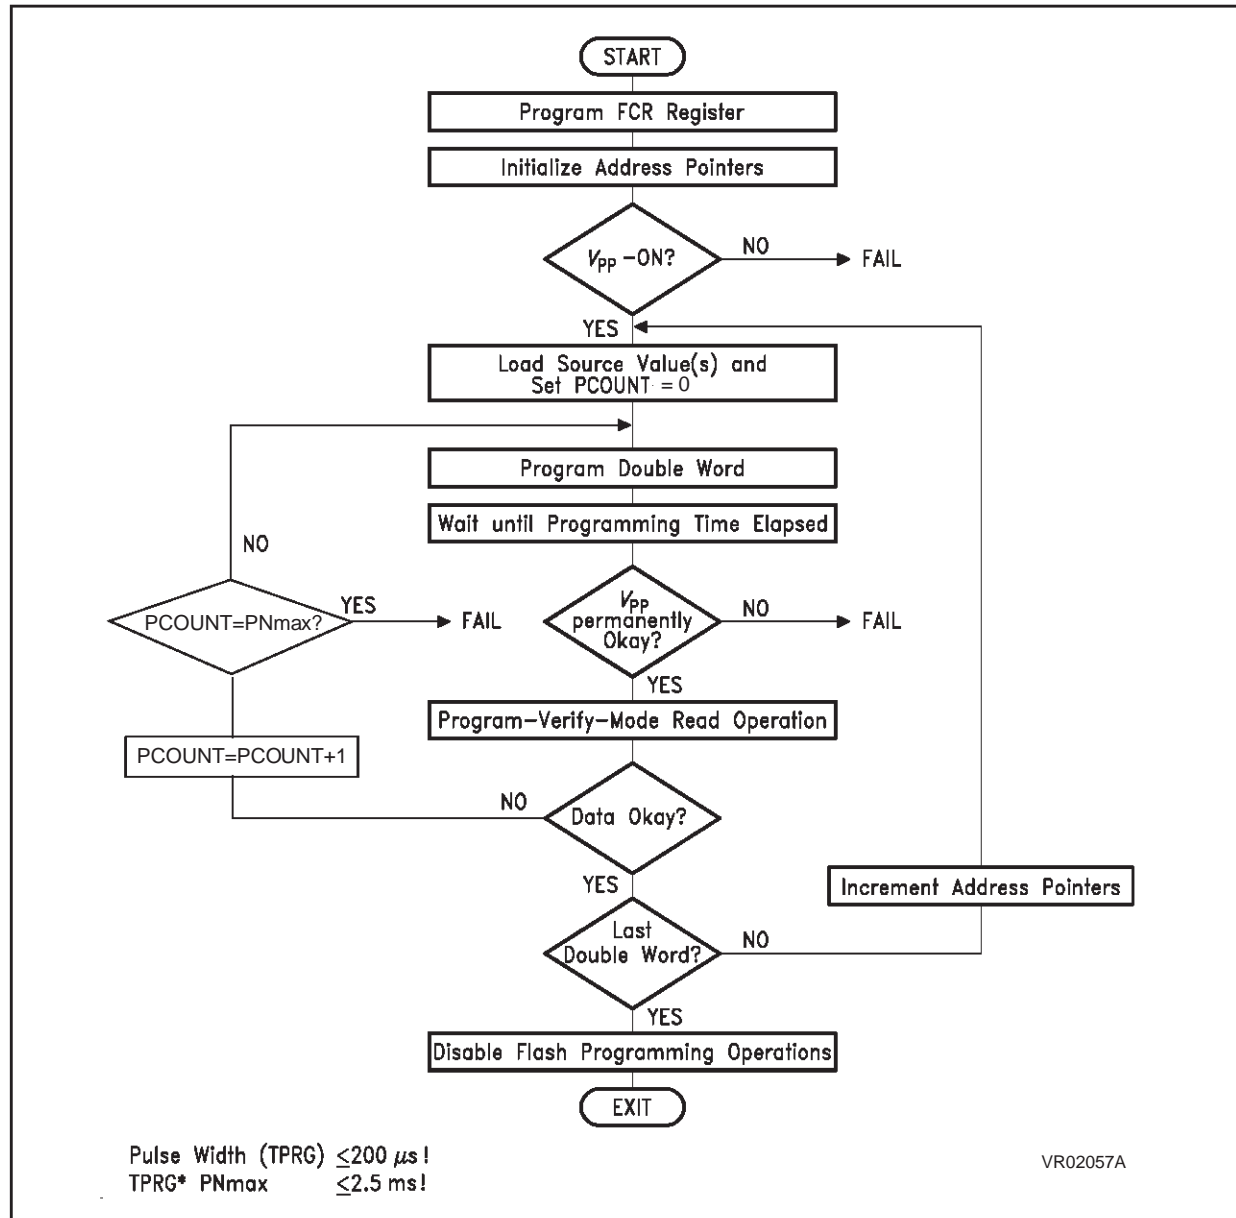 START
Program FCR Register
Initialize Address Pointers
VPP -ON?
NO
FAIL
YES
Load Source Value(s) and
Set PCOUNT = 0
Program Double Word
Wait until Programming Time Elapsed
NO
PCOUNT=PNmax?
YES
FAIL
VPP
permanently
Okay?
NO
FAIL
YES
Program-Verify-Mode Read Operation
PCOUNT=PCOUNT+1
NO
Data Okay?
YES
Increment Address Pointers
Last
Double Word?
NO
YES
Disable Flash Programming Operations
EXIT
Pulse Width (TPRG) ≤200 μs!
TPRG* PNmax ≤2.5 ms!
VR02057A